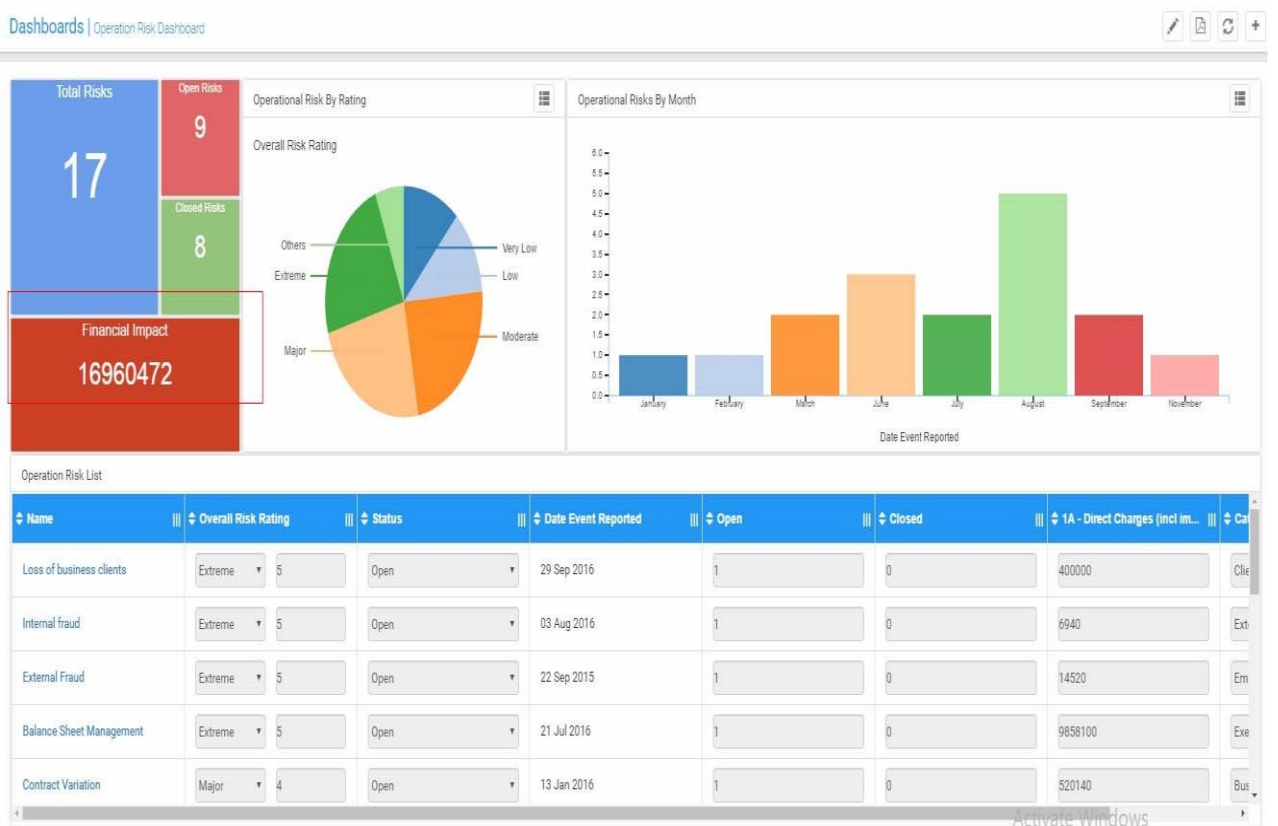 Dashboards | Operation Risk Dashboard
Total Risks
17
Open Risks
9
Closed Risks
8
Financial Impact
16960472
Operational Risk By Rating
Overall Risk Rating
Others
Extreme
Major
Very Low
Low
Moderate
Operational Risks By Month
6.0
5.5
5.0
4.5
4.0
3.5
3.0
2.5
2.0
1.5
1.0
0.5
0.0
January February March June July August September November
Date Event Reported
Operation Risk List
Name Overall Risk Rating Status Date Event Reported Open Closed 1A - Direct Charges (incl im... Cat
Loss of business clients Extreme 5 Open 29 Sep 2016 1 0 400000 Clie
Internal fraud Extreme 5 Open 03 Aug 2016 1 0 6940 Exte
External Fraud Extreme 5 Open 22 Sep 2015 1 0 14520 Em
Balance Sheet Management Extreme 5 Open 21 Jul 2016 1 0 9858100 Exe
Contract Variation Major 4 Open 13 Jan 2016 1 0 520140 Bus
Activate Windows